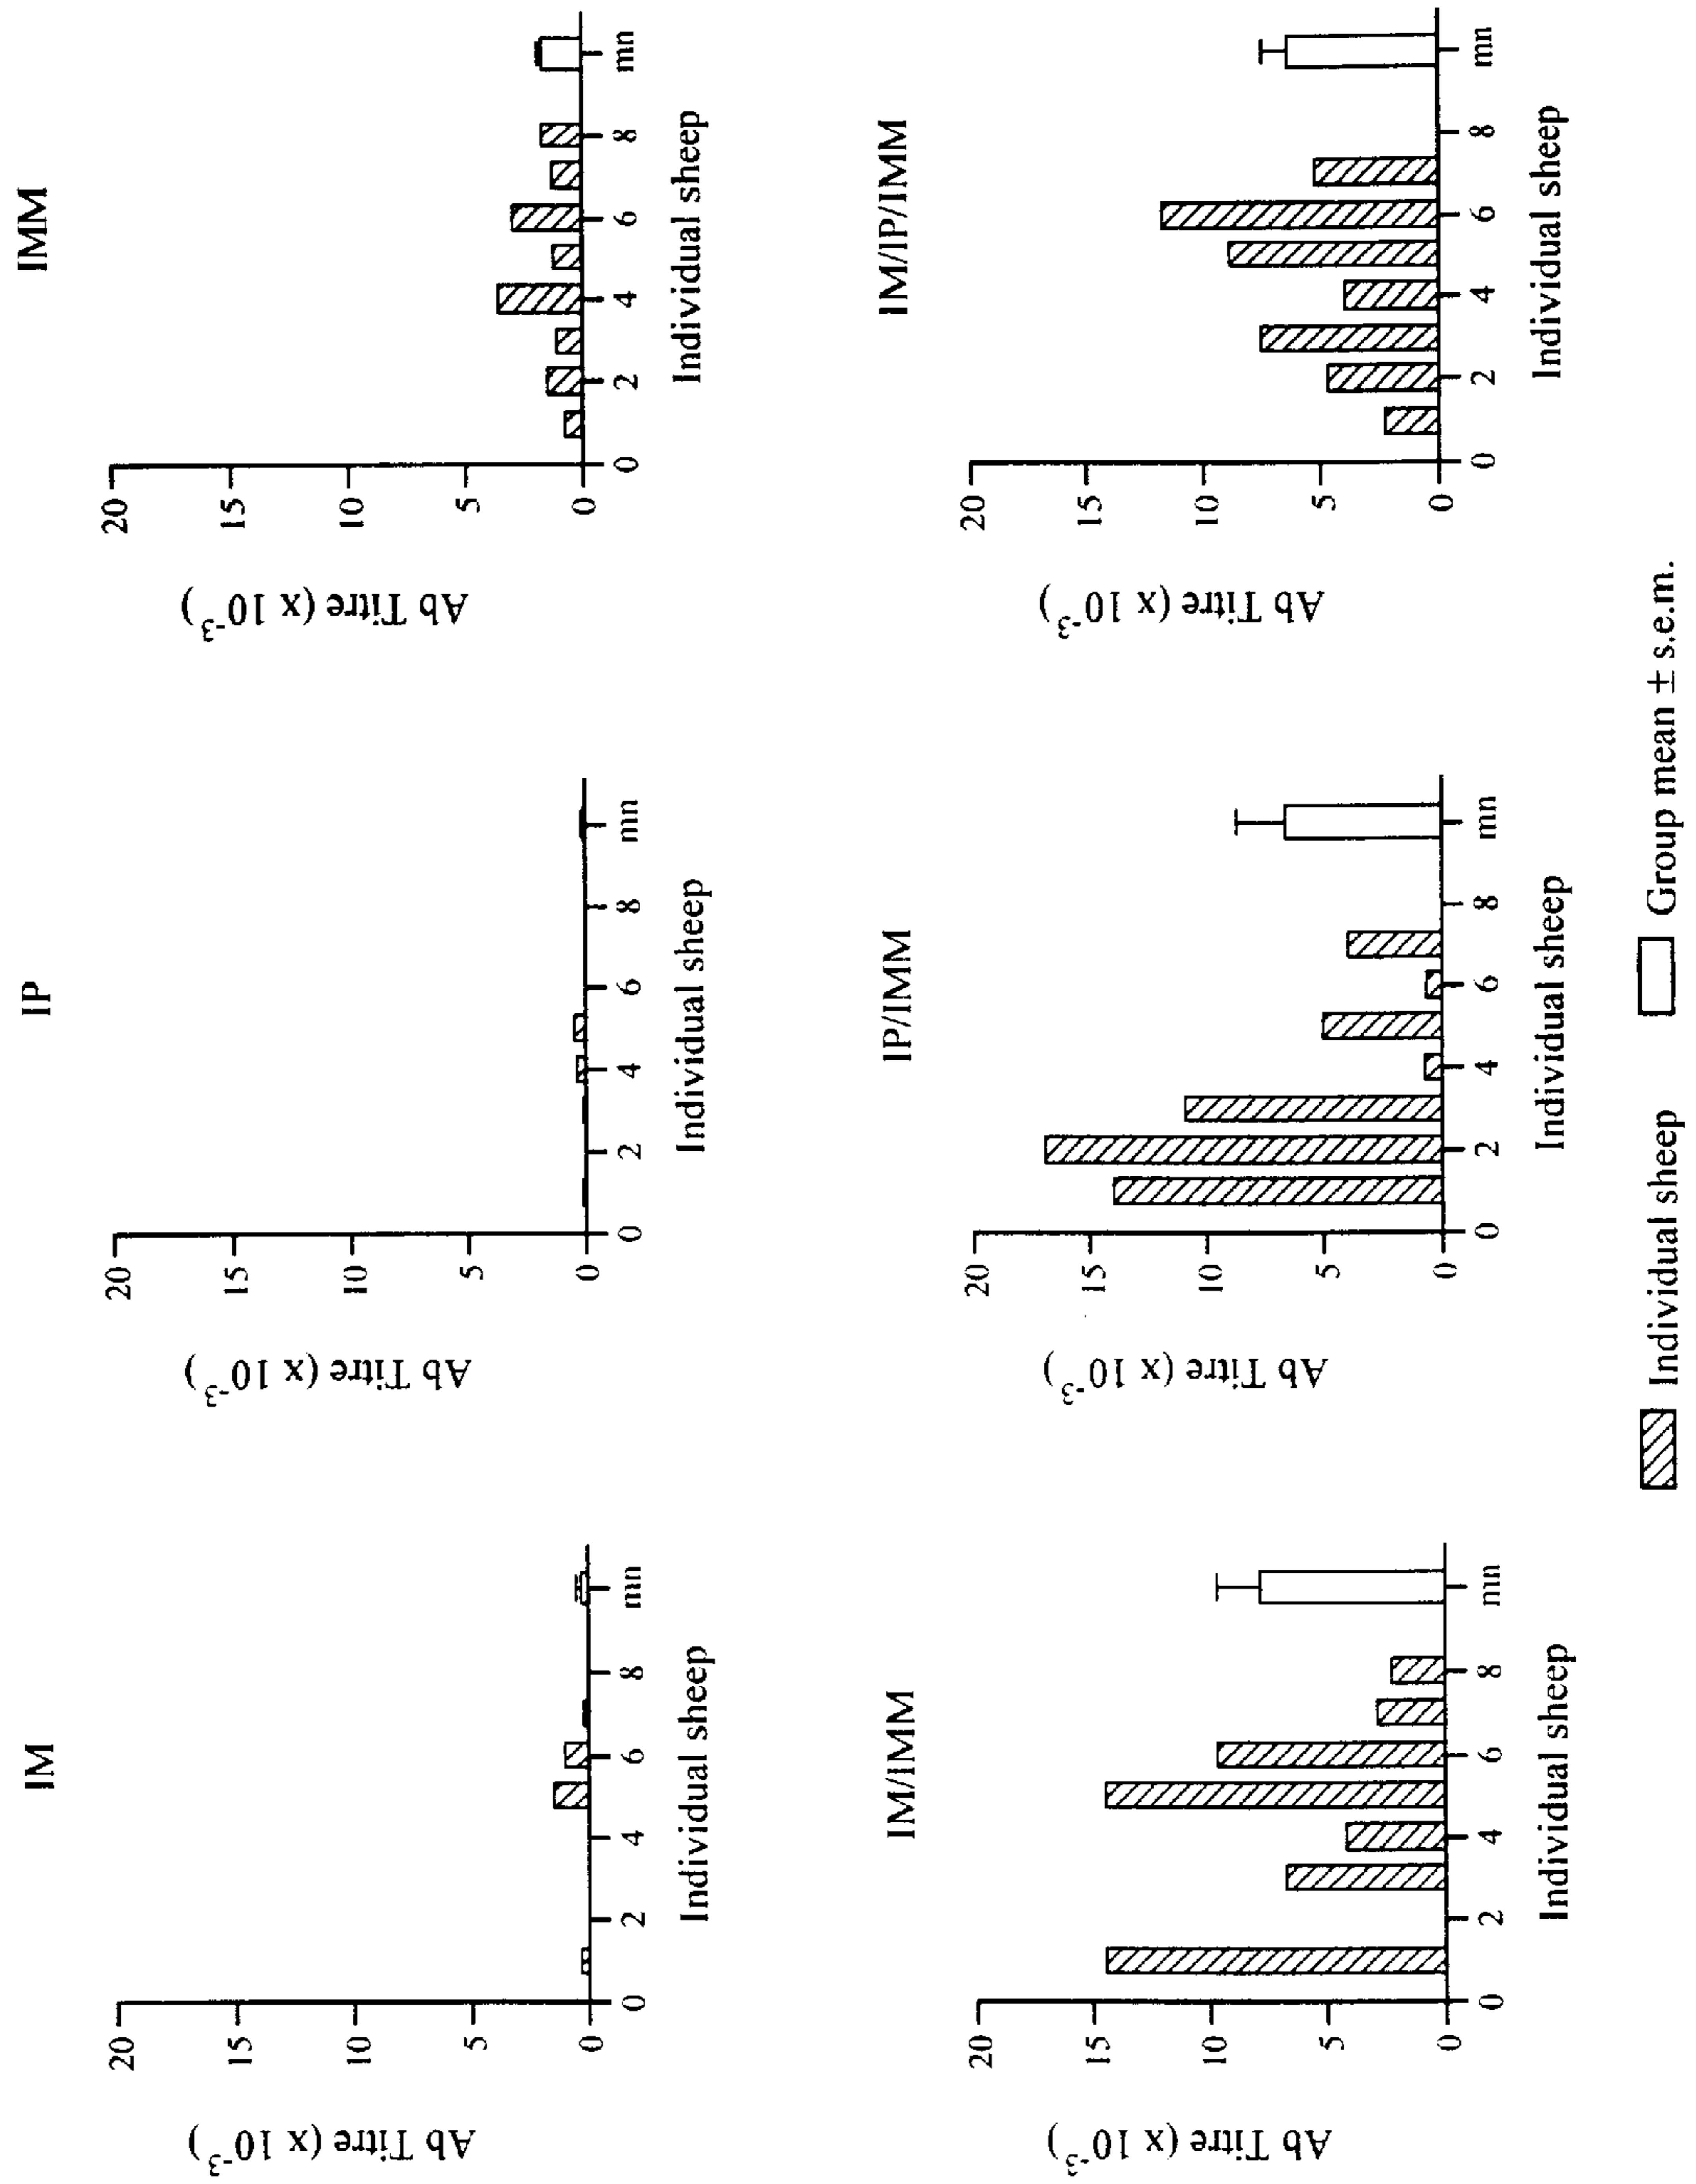 IM
Ab Titre (x 10-3)
20
15
10
5
0
0 2 4 6 8 mn
Individual sheep
IP
Ab Titre (x 10-3)
20
15
10
5
0
0 2 4 6 8 mn
Individual sheep
IMM
Ab Titre (x 10-3)
20
15
10
5
0
0 2 4 6 8 mn
Individual sheep
IM/IMM
Ab Titre (x 10-3)
20
15
10
5
0
0 2 4 6 8 mn
Individual sheep
IP/IMM
Ab Titre (x 10-3)
20
15
10
5
0
0 2 4 6 8 mn
Individual sheep
IM/IP/IMM
Ab Titre (x 10-3)
20
15
10
5
0
0 2 4 6 8 mn
Individual sheep
Individual sheep Group mean ± s.e.m.